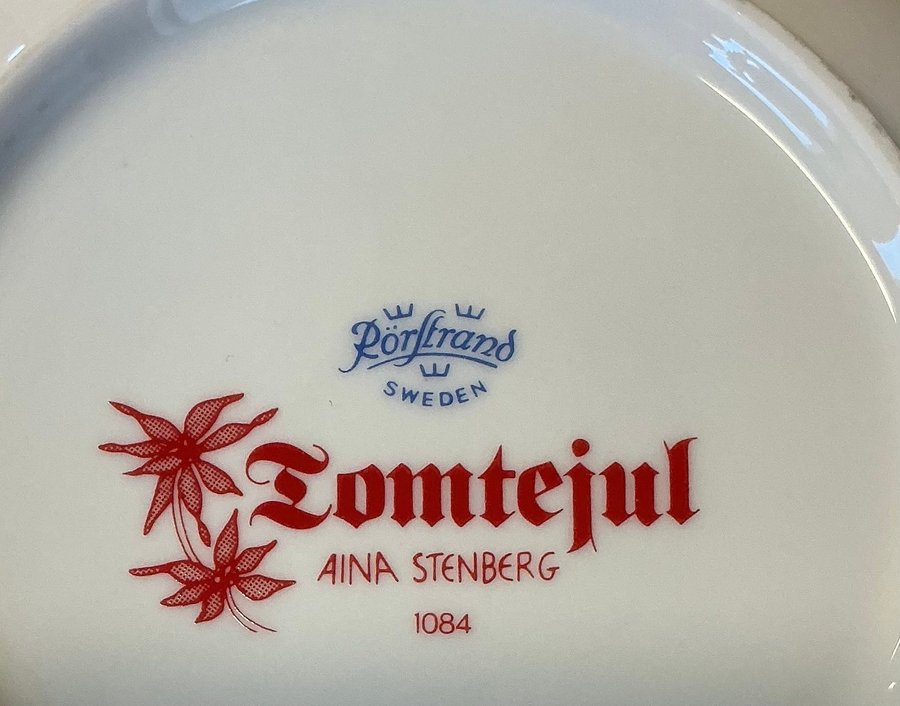 Rörstrand
SWEDEN
Tomtejul
AINA STENBERG
1084